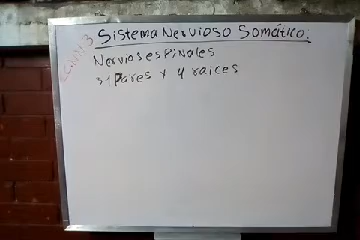 Sistema Nervioso Somático.
Nervios espinales
31 Pares x 4 raices